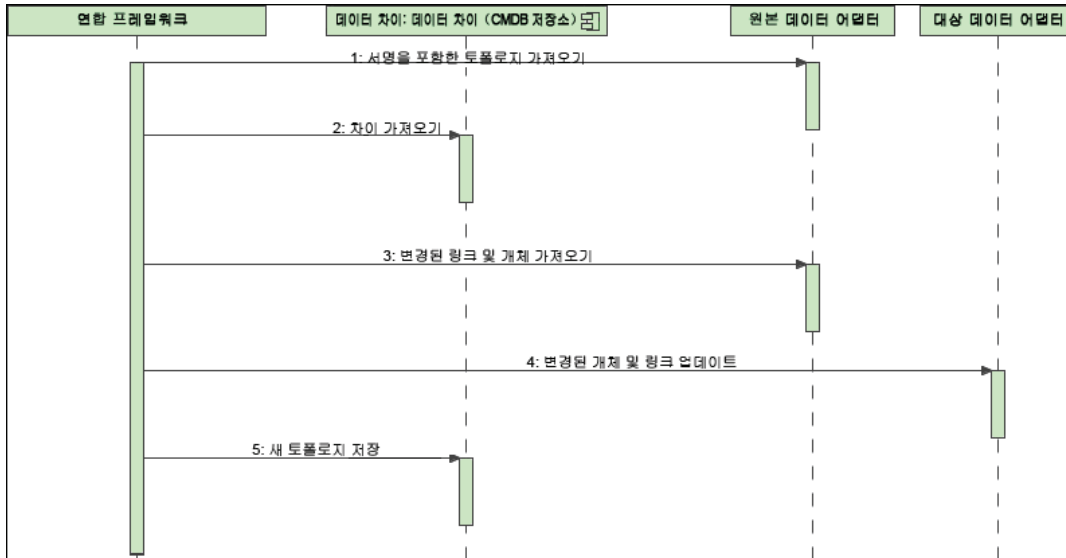 연합 프레임워크
데이터 차이: 데이터 차이 (CMDB 저장소)
원본 데이터 어댑터
대상 데이터 어댑터
1: 서명을 포함한 토폴로지 가져오기
2: 차이 가져오기
3: 변경된 링크 및 개체 가져오기
4: 변경된 개체 및 링크 업데이트
5: 새 토폴로지 저장